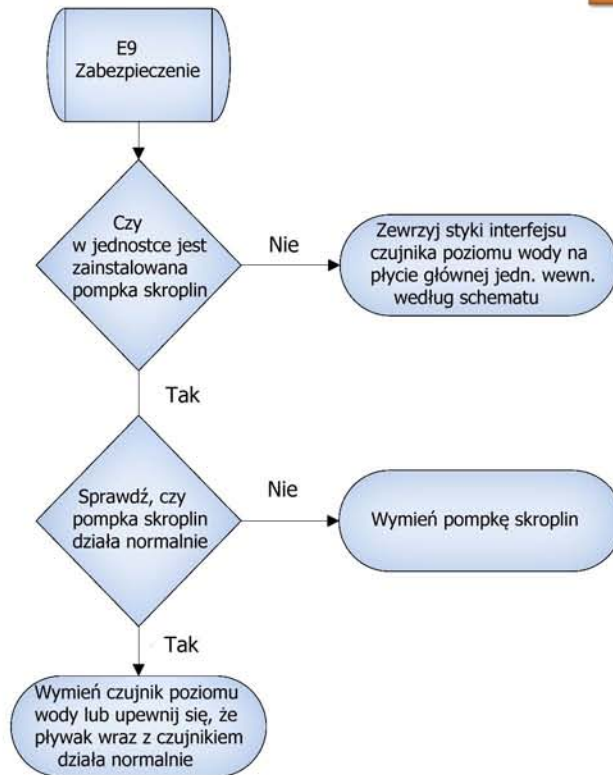 E9
Zabezpieczenie
Czy
w jednostce jest
zainstalowana
pompka skroplin
Nie
Zewrzyj styki interfejsu
czujnika poziomu wody na
płycie głównej jedn. wewn.
według schematu
Tak
Sprawdź, czy
pompka skroplin
działa normalnie
Nie
Wymień pompkę skroplin
Tak
Wymień czujnik poziomu
wody lub upewnij się, że
pływak wraz z czujnikiem
działa normalnie